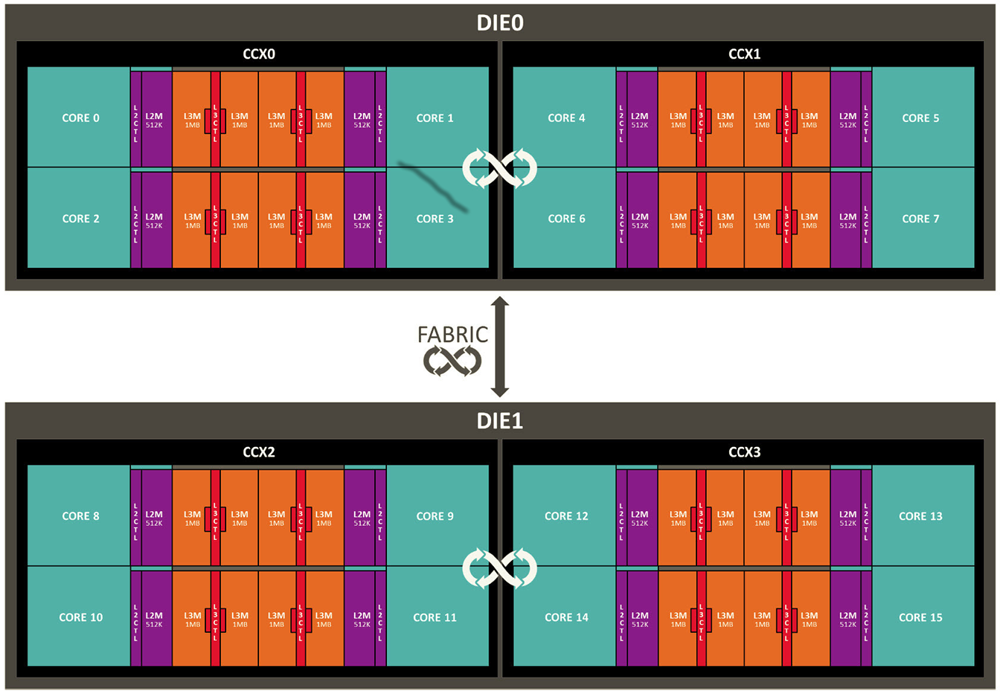 DIE0
CCX0 CCX1
CORE 0 L2CTL L2M 512K L3M 1MB L3CTL L3M 1MB L3M 1MB L3CTL L3M 1MB L2M 512K L2CTL CORE 1
CORE 4 L2CTL L2M 512K L3M 1MB L3CTL L3M 1MB L3M 1MB L3CTL L3M 1MB L2M 512K L2CTL CORE 5
CORE 2 L2CTL L2M 512K L3M 1MB L3CTL L3M 1MB L3M 1MB L3CTL L3M 1MB L2M 512K L2CTL CORE 3
CORE 6 L2CTL L2M 512K L3M 1MB L3CTL L3M 1MB L3M 1MB L3CTL L3M 1MB L2M 512K L2CTL CORE 7
FABRIC
DIE1
CCX2 CCX3
CORE 8 L2CTL L2M 512K L3M 1MB L3CTL L3M 1MB L3M 1MB L3CTL L3M 1MB L2M 512K L2CTL CORE 9
CORE 12 L2CTL L2M 512K L3M 1MB L3CTL L3M 1MB L3M 1MB L3CTL L3M 1MB L2M 512K L2CTL CORE 13
CORE 10 L2CTL L2M 512K L3M 1MB L3CTL L3M 1MB L3M 1MB L3CTL L3M 1MB L2M 512K L2CTL CORE 11
CORE 14 L2CTL L2M 512K L3M 1MB L3CTL L3M 1MB L3M 1MB L3CTL L3M 1MB L2M 512K L2CTL CORE 15